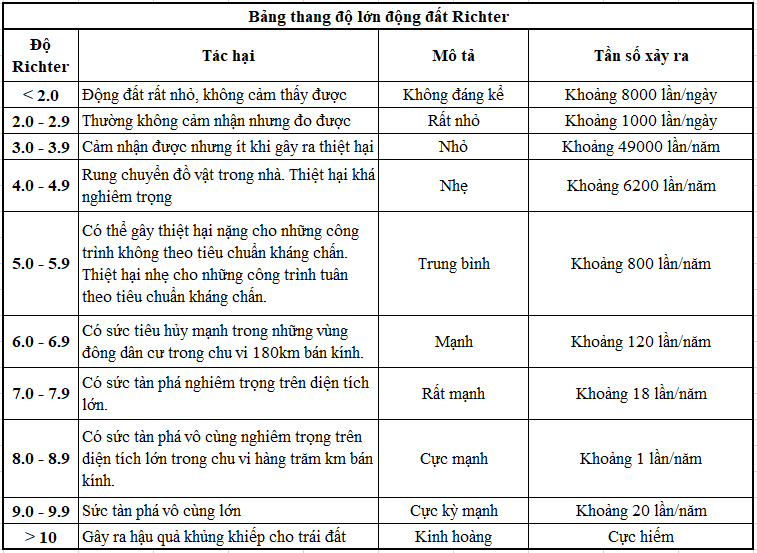 Bảng thang độ lớn động đất Richter
Độ Richter Tác hại Mô tả Tần số xảy ra
< 2.0 Động đất rất nhỏ, không cảm thấy được Không đáng kể Khoảng 8000 lần/ngày
2.0 - 2.9 Thường không cảm nhận nhưng đo được Rất nhỏ Khoảng 1000 lần/ngày
3.0 - 3.9 Cảm nhận được nhưng ít khi gây ra thiệt hại Nhỏ Khoảng 49000 lần/năm
4.0 - 4.9 Rung chuyển đồ vật trong nhà. Thiệt hại khá
nghiêm trọng Nhẹ Khoảng 6200 lần/năm
5.0 - 5.9 Có thể gây thiệt hại nặng cho những công
trình không theo tiêu chuẩn kháng chấn.
Thiệt hại nhẹ cho những công trình tuân
theo tiêu chuẩn kháng chấn. Trung bình Khoảng 800 lần/năm
6.0 - 6.9 Có sức tiêu hủy mạnh trong những vùng
đông dân cư trong chu vi 180km bán kính. Mạnh Khoảng 120 lần/năm
7.0 - 7.9 Có sức tàn phá nghiêm trọng trên diện tích
lớn. Rất mạnh Khoảng 18 lần/năm
8.0 - 8.9 Có sức tàn phá vô cùng nghiêm trọng trên
diện tích lớn trong chu vi hàng trăm km bán
kính. Cực mạnh Khoảng 1 lần/năm
9.0 - 9.9 Sức tàn phá vô cùng lớn Cực kỳ mạnh Khoảng 20 lần/năm
> 10 Gây ra hậu quả khủng khiếp cho trái đất Kinh hoàng Cực hiếm